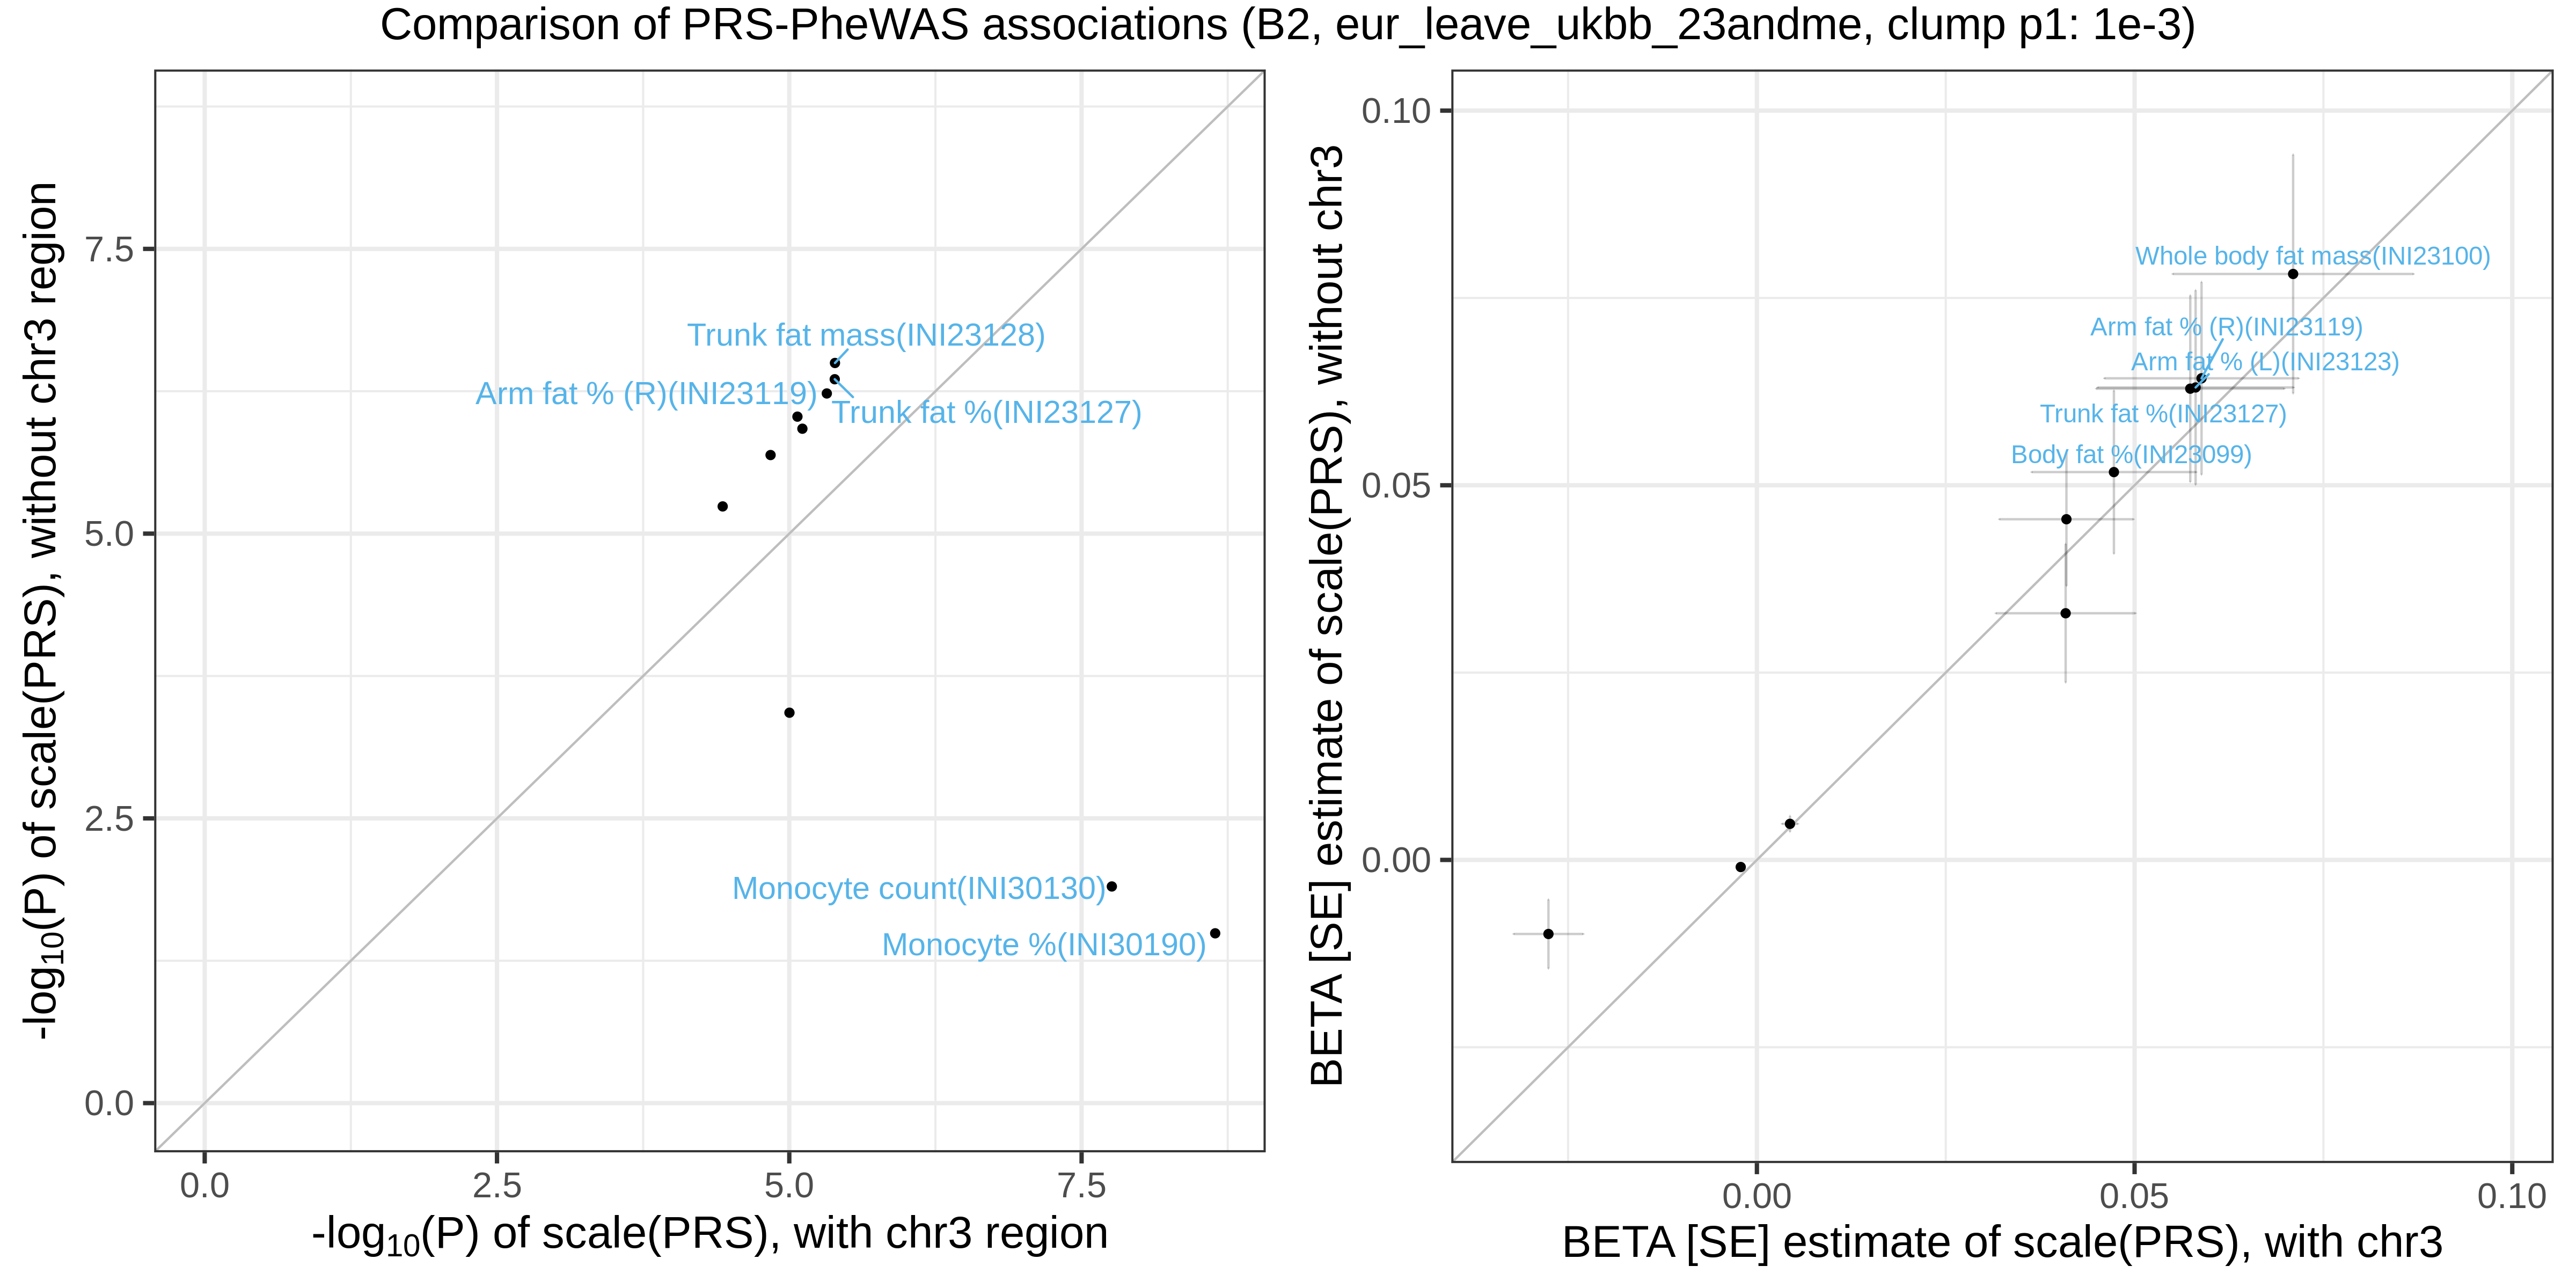 Comparison of PRS-PheWAS associations (B2, eur_leave_ukbb_23andme, clump p1: 1e-3)
-log10(P) of scale(PRS), without chr3 region
7.5
5.0
2.5
0.0
Trunk fat mass(INI23128)
Arm fat % (R)(INI23119)
Trunk fat %(INI23127)
Monocyte count(INI30130)
Monocyte %(INI30190)
0.0
2.5
5.0
7.5
-log10(P) of scale(PRS), with chr3 region
BETA [SE] estimate of scale(PRS), without chr3
0.10
0.05
0.00
Whole body fat mass(INI23100)
Arm fat % (R)(INI23119)
Arm fat % (L)(INI23123)
Trunk fat %(INI23127)
Body fat %(INI23099)
0.00
0.05
0.10
BETA [SE] estimate of scale(PRS), with chr3